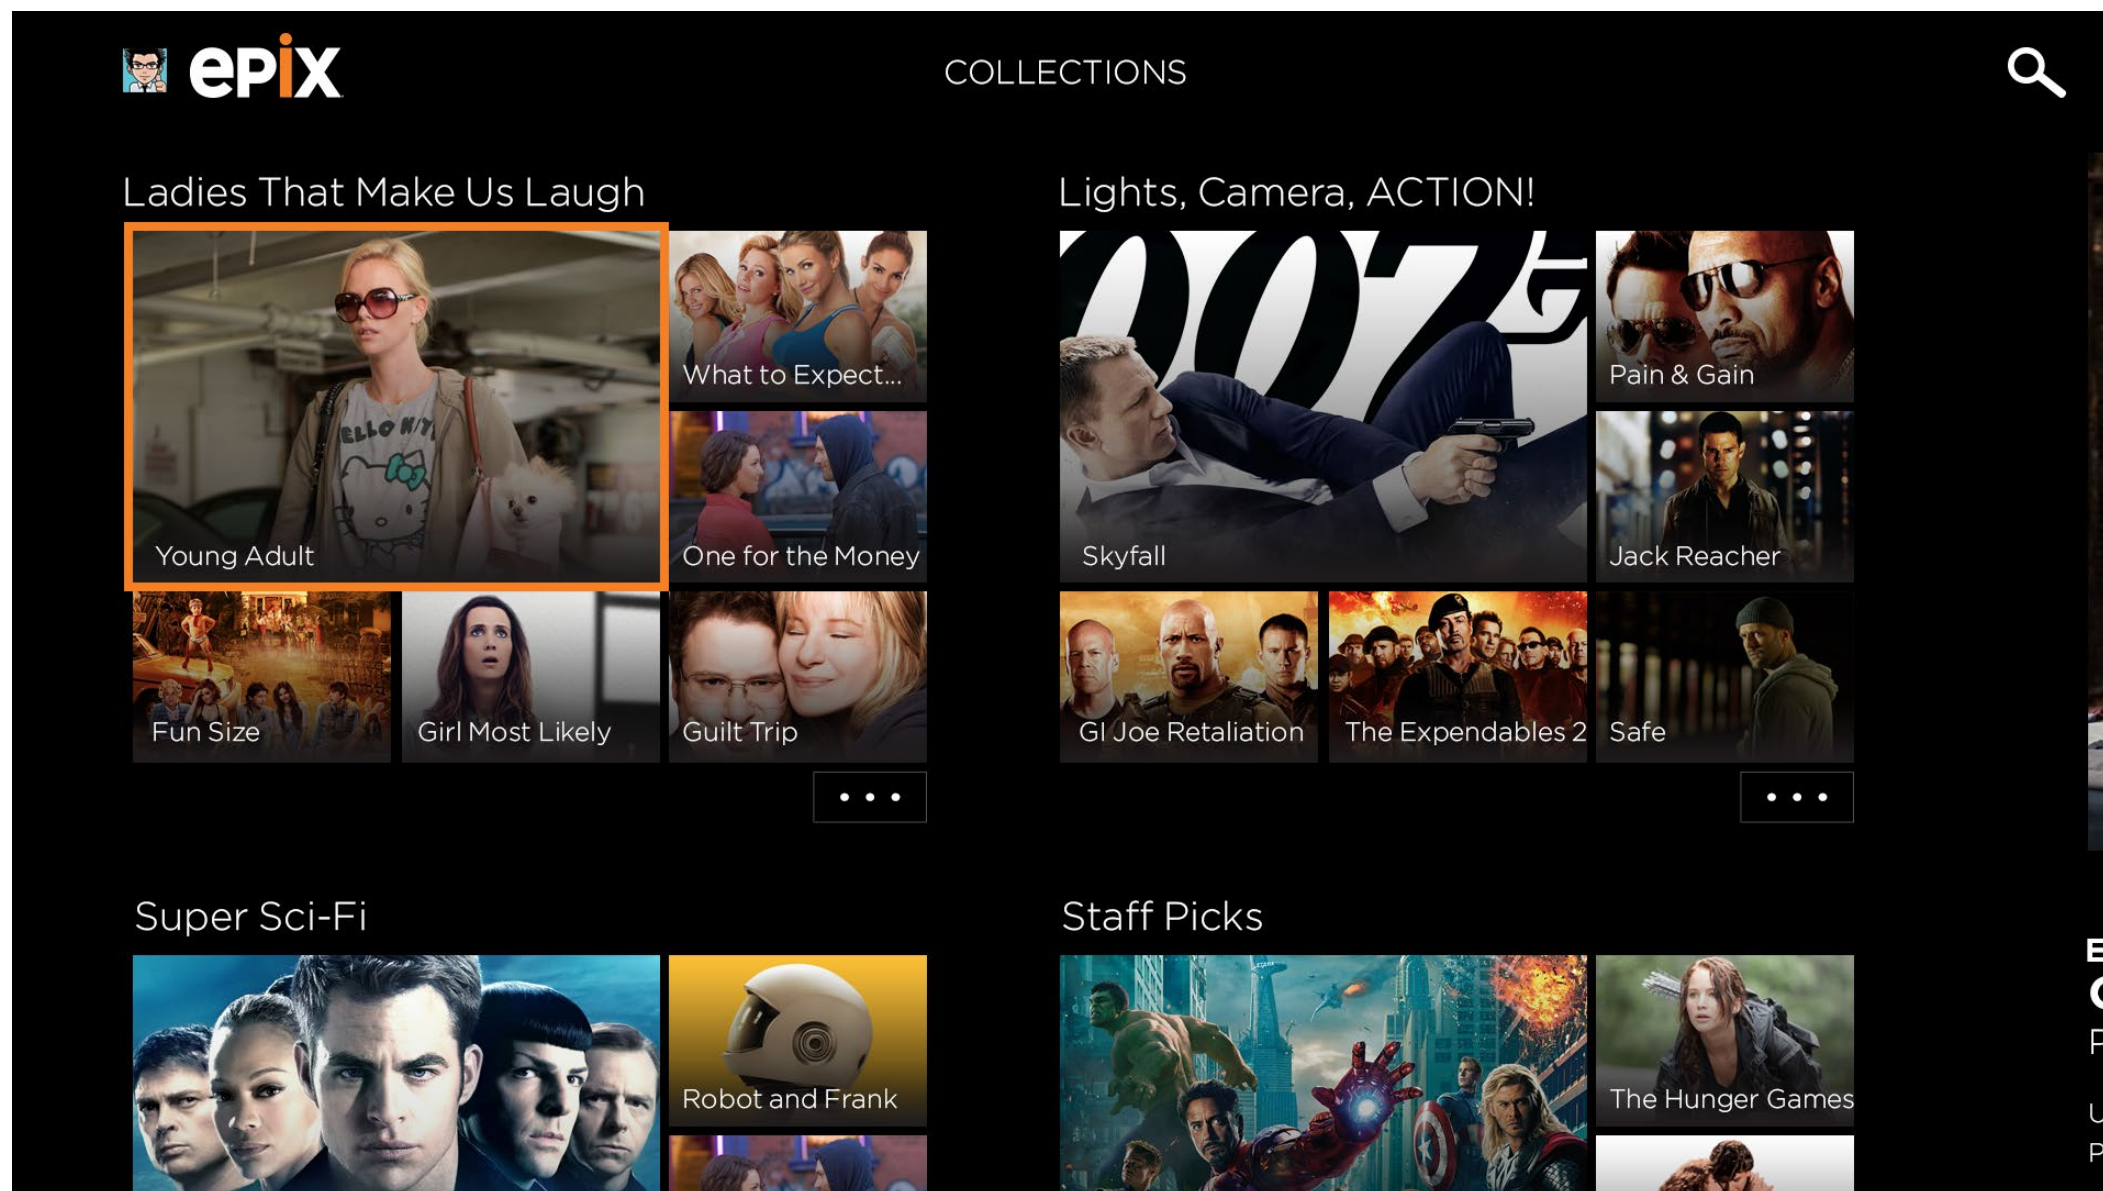 epix
COLLECTIONS
Ladies That Make Us Laugh
Young Adult
What to Expect...
One for the Money
Fun Size
Girl Most Likely
Guilt Trip
Lights, Camera, ACTION!
007
Skyfall
Pain & Gain
Jack Reacher
GI Joe Retaliation
The Expendables 2
Safe
Super Sci-Fi
Robot and Frank
Staff Picks
The Hunger Games